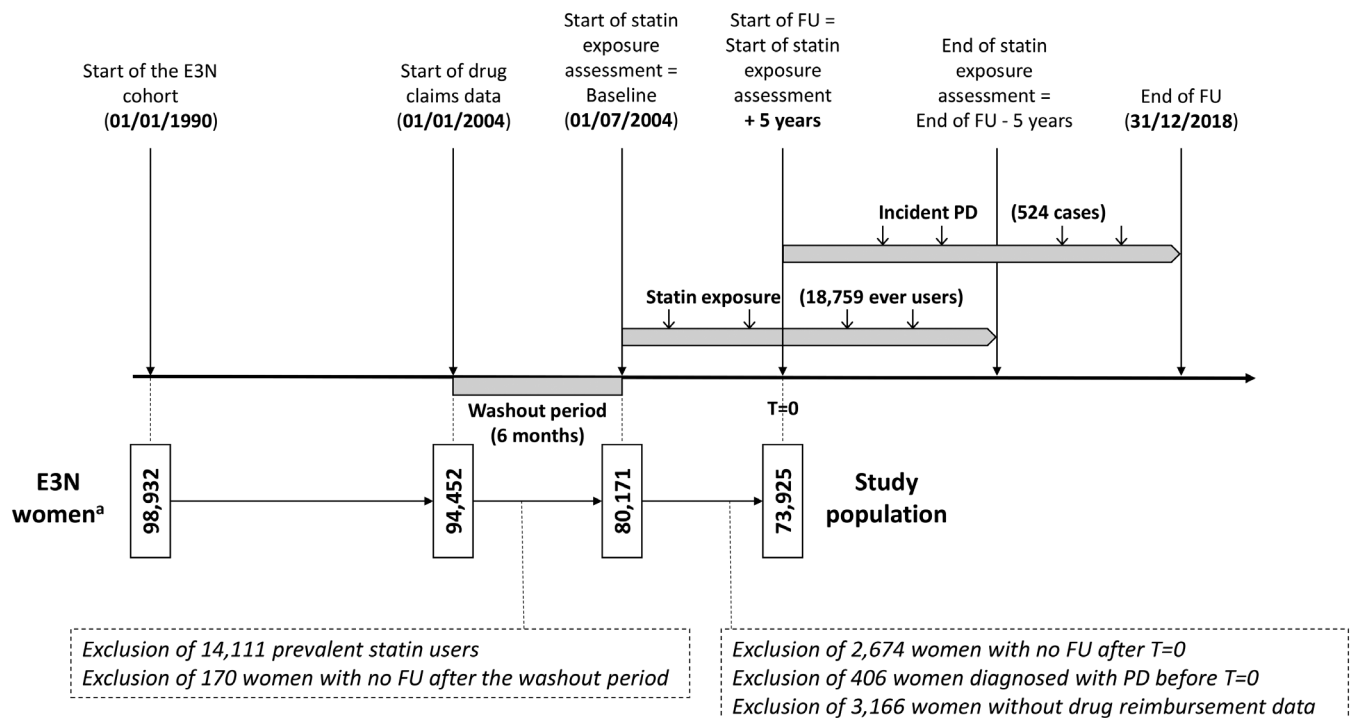 Start of the E3N
cohort
(01/01/1990)
Start of drug
claims data
(01/01/2004)
Start of statin
exposure
assessment =
Baseline
(01/07/2004)
Start of FU =
Start of statin
exposure
assessment
+ 5 years
End of statin
exposure
assessment =
End of FU - 5 years
End of FU
(31/12/2018)
Incident PD (524 cases)
Statin exposure (18,759 ever users)
Washout period
(6 months)
T=0
E3N
womenᵃ
98,932
94,452
80,171
73,925
Study
population
Exclusion of 14,111 prevalent statin users
Exclusion of 170 women with no FU after the washout period
Exclusion of 2,674 women with no FU after T=0
Exclusion of 406 women diagnosed with PD before T=0
Exclusion of 3,166 women without drug reimbursement data